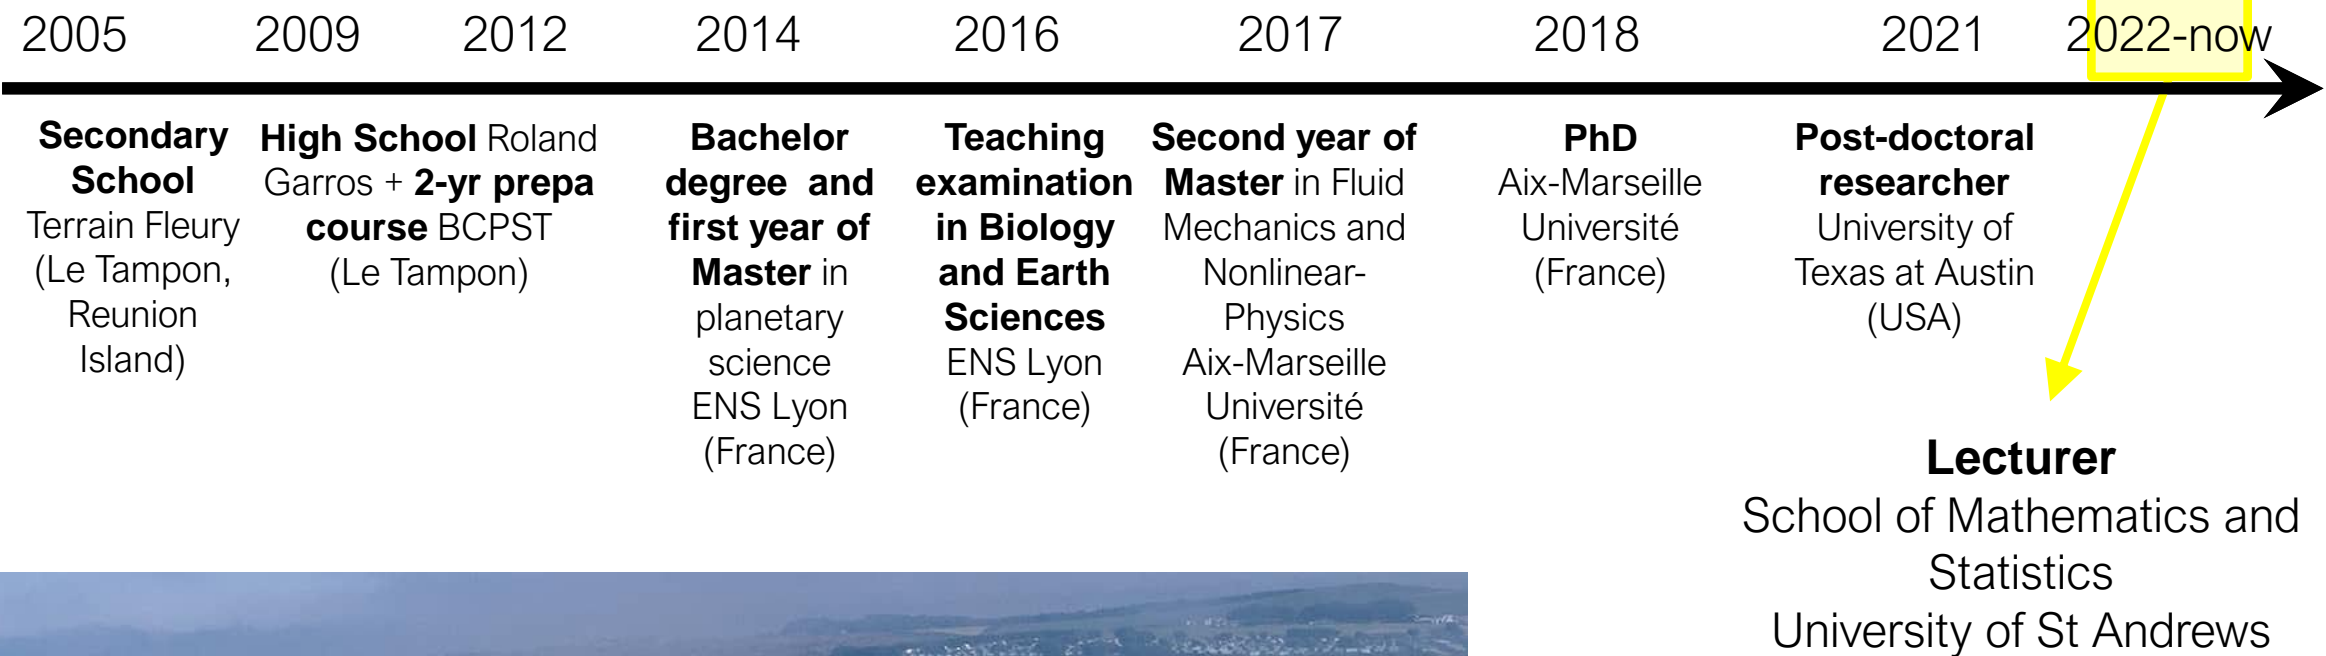 2005 2009 2012 2014 2016 2017 2018 2021 2022-now
Secondary
School
Terrain Fleury
(Le Tampon,
Reunion
Island)
High School Roland
Garros + 2-yr prepa
course BCPST
(Le Tampon)
Bachelor
degree and
first year of
Master in
planetary
science
ENS Lyon
(France)
Teaching
examination
in Biology
and Earth
Sciences
ENS Lyon
(France)
Second year of
Master in Fluid
Mechanics and
Nonlinear-
Physics
Aix-Marseille
Université
(France)
PhD
Aix-Marseille
Université
(France)
Post-doctoral
researcher
University of
Texas at Austin
(USA)
Lecturer
School of Mathematics and
Statistics
University of St Andrews